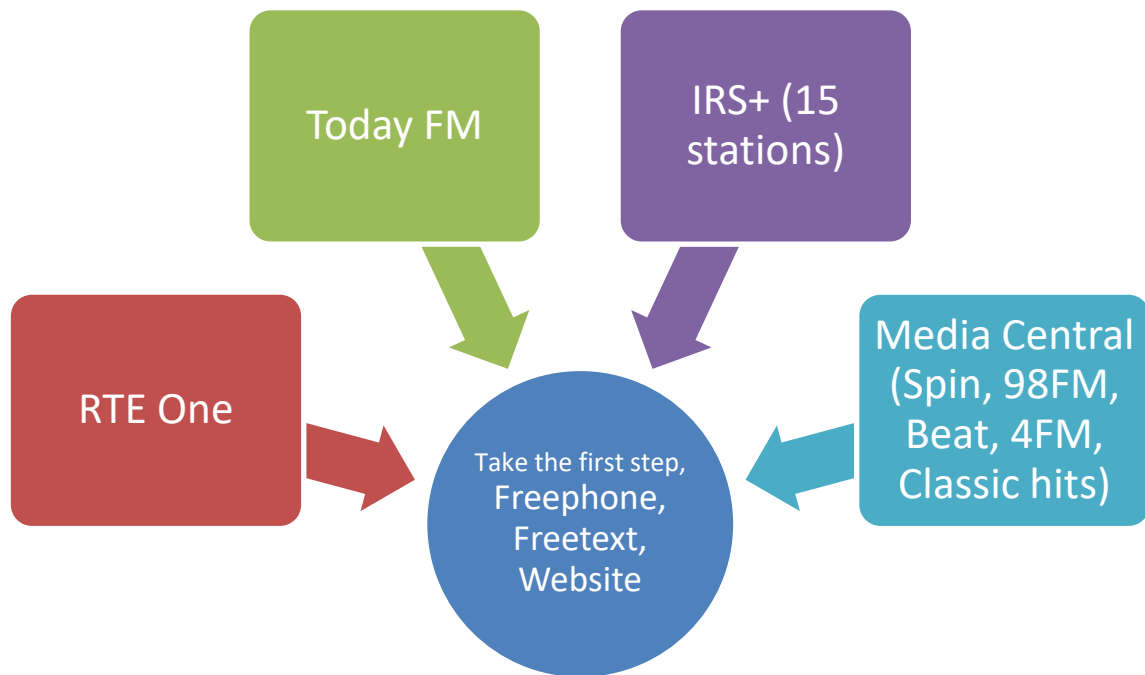 Today FM
IRS+ (15
stations)
RTE One
Media Central
(Spin, 98FM,
Beat, 4FM,
Classic hits)
Take the first step,
Freephone,
Freetext,
Website